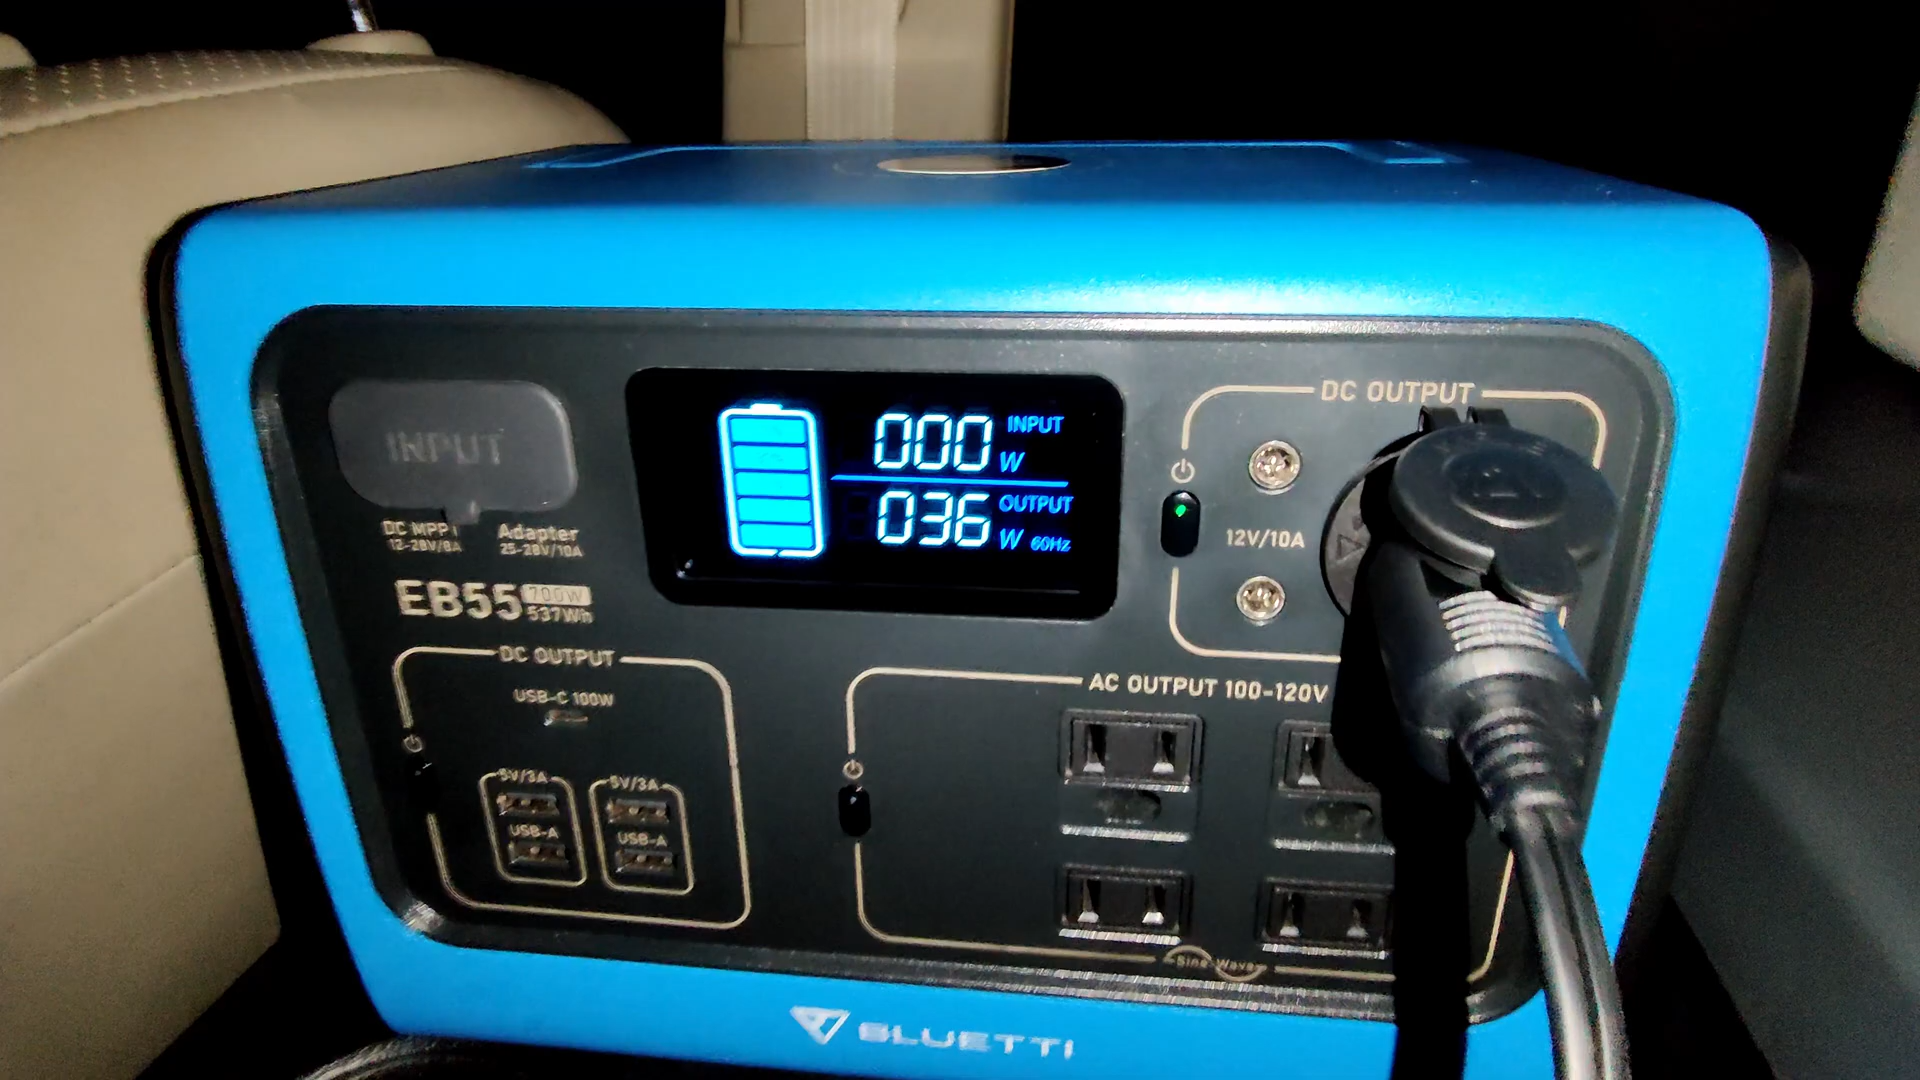 INPUT
DC MPPT
12-28V/8A
Adapter
25-28V/10A
EB55
700W
537Wh
000
INPUT
W
036
OUTPUT
W 60Hz
DC OUTPUT
12V/10A
DC OUTPUT
USB-C 100W
5V/3A
USB-A
5V/3A
USB-A
AC OUTPUT 100-120V
Sine Wave
BLUETTI